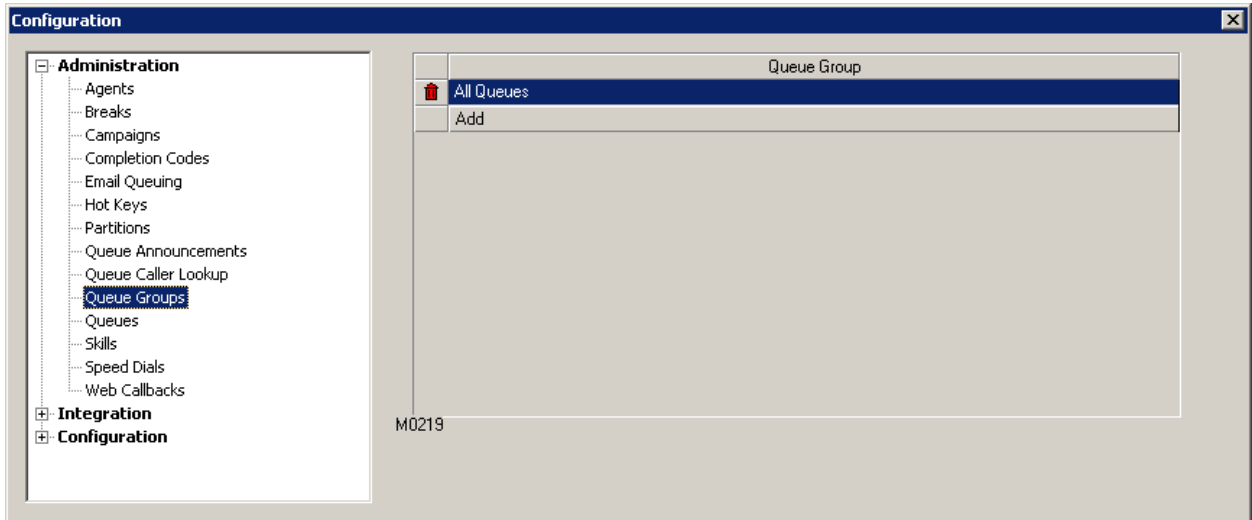 Configuration
Administration
Agents
Breaks
Campaigns
Completion Codes
Email Queuing
Hot Keys
Partitions
Queue Announcements
Queue Caller Lookup
Queue Groups
Queues
Skills
Speed Dials
Web Callbacks
Integration
Configuration
Queue Group
All Queues
Add
M0219